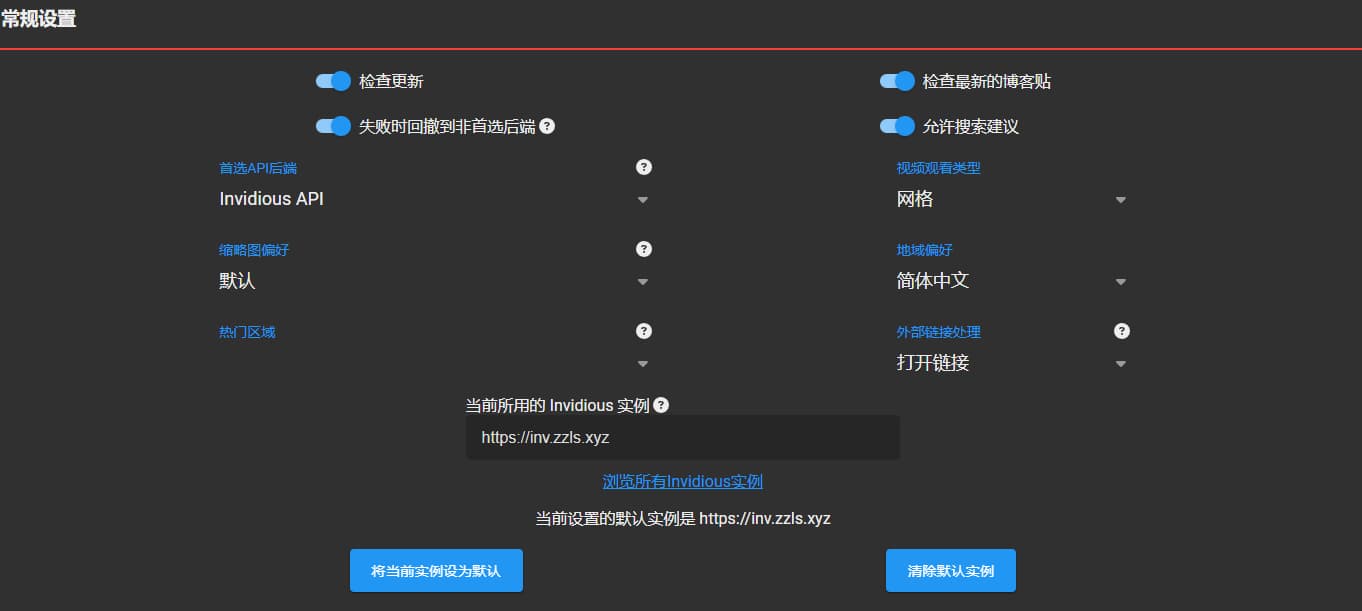 常规设置
检查更新
检查最新的博客贴
失败时回撤到非首选后端 ?
允许搜索建议
首选API后端 ?
Invidious API
视频观看类型
网格
缩略图偏好 ?
默认
地域偏好
简体中文
热门区域 ?
外部链接处理 ?
打开链接
当前所用的 Invidious 实例 ?
https://inv.zzls.xyz
浏览所有Invidious实例
当前设置的默认实例是 https://inv.zzls.xyz
将当前实例设为默认
清除默认实例